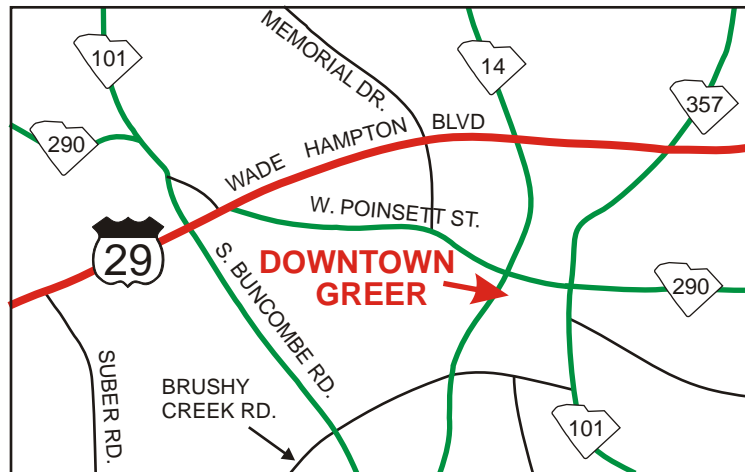 101
MEMORIAL DR.
14
357
290
WADE HAMPTON BLVD
W. POINSETT ST.
29
S. BUNCOMBE RD.
DOWNTOWN
GREER
290
SUBER RD.
BRUSHY
CREEK RD.
101